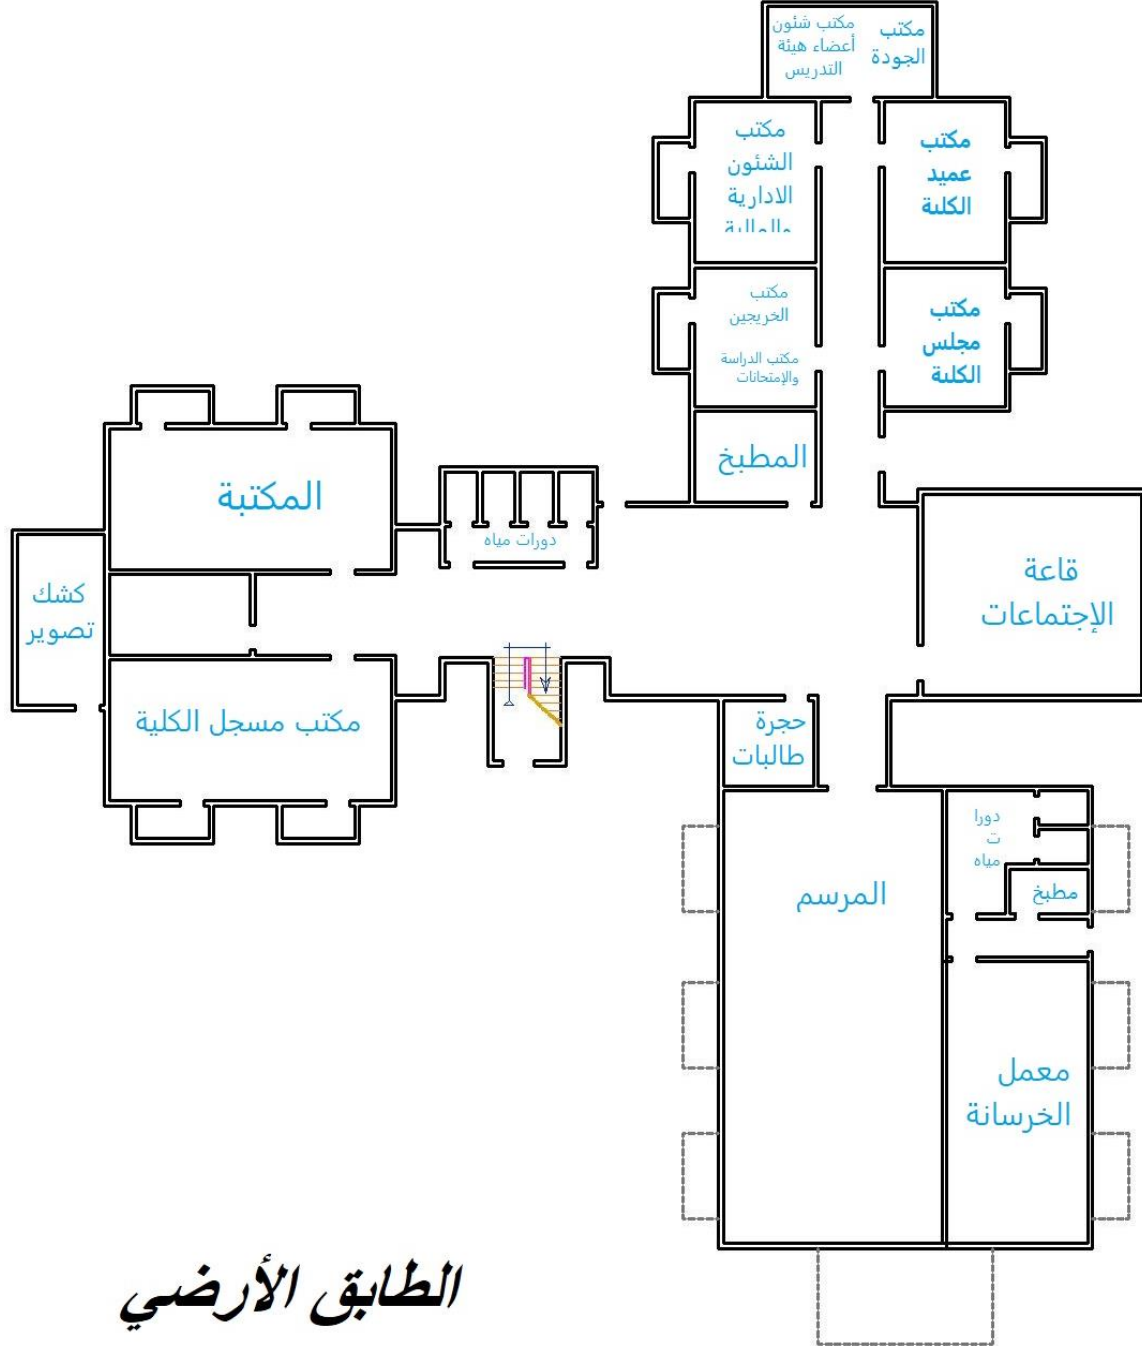 مكتب شئون
أعضاء هيئة
التدريس
مكتب
الجودة
مكتب
الشئون
الادارية
والمالية
مكتب
عميد
الكلية
مكتب
الخريجين
مكتب الدراسة
والإمتحانات
مكتب
مجلس
الكلية
المطبخ
المكتبة
دورات مياه
كشك
تصوير
قاعة
الإجتماعات
مكتب مسجل الكلية
حجرة
طالبات
دورا
ت
مياه
مطبخ
المرسم
معمل
الخرسانة
الطابق الأرضي